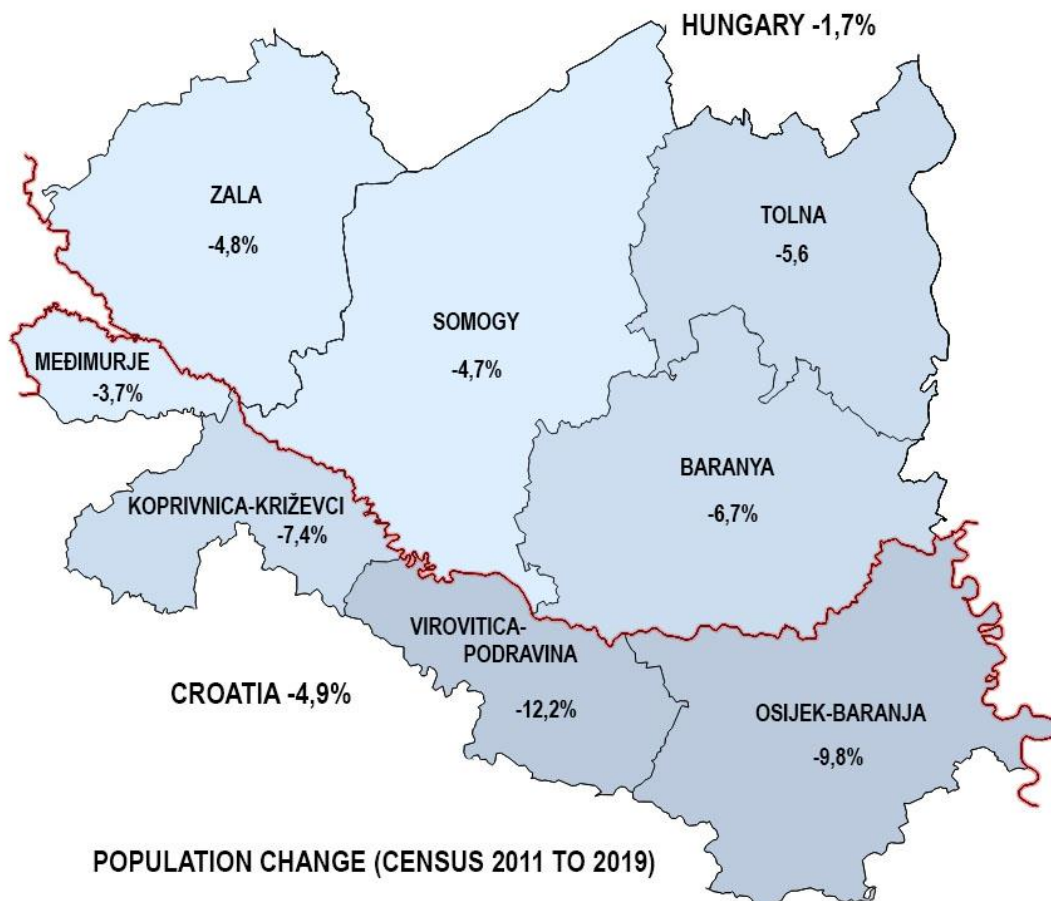 HUNGARY -1,7%
ZALA
-4,8%
TOLNA
-5,6
SOMOGY
-4,7%
MEĐIMURJE
-3,7%
BARANYA
-6,7%
KOPRIVNICA-KRIŽEVCI
-7,4%
VIROVITICA-
PODRAVINA
-12,2%
CROATIA -4,9%
OSIJEK-BARANJA
-9,8%
POPULATION CHANGE (CENSUS 2011 TO 2019)